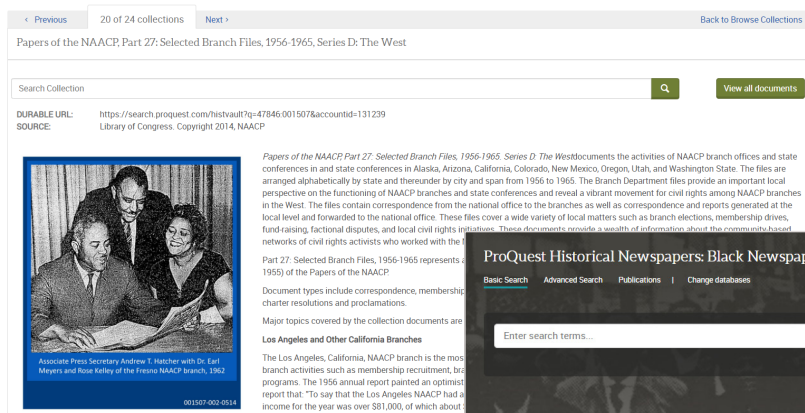 ‹ Previous
20 of 24 collections
Next ›
Back to Browse Collections
Papers of the NAACP, Part 27: Selected Branch Files, 1956-1965, Series D: The West
Search Collection
View all documents
DURABLE URL: https://search.proquest.com/histvault?q=47846:001507&accountid=131239
SOURCE: Library of Congress. Copyright 2014, NAACP
Papers of the NAACP, Part 27: Selected Branch Files, 1956-1965. Series D: The Westdocuments the activities of NAACP branch offices and state
conferences in and state conferences in Alaska, Arizona, California, Colorado, New Mexico, Oregon, Utah, and Washington State. The files are
arranged alphabetically by state and thereunder by city and span from 1956 to 1965. The Branch Department files provide an important local
perspective on the functioning of NAACP branches and state conferences and reveal a vibrant movement for civil rights among NAACP branches
in the West. The files contain correspondence from the national office to the branches as well as correspondence and reports generated at the
local level and forwarded to the national office. These files cover a wide variety of local matters such as branch elections, membership drives,
fund-raising, factional disputes, and local civil rights initiatives. These documents provide a wealth of information about the community-based
networks of civil rights activists who worked with the
Part 27: Selected Branch Files, 1956-1965 represents
1955) of the Papers of the NAACP.
Document types include correspondence, membership
charter resolutions and proclamations.
Major topics covered by the collection documents are
Los Angeles and Other California Branches
The Los Angeles, California, NAACP branch is the mos
branch activities such as membership recruitment, bra
programs. The 1956 annual report painted an optimist
report that: "To say that the Los Angeles NAACP had a
income for the year was over $81,000, of which about
Associate Press Secretary Andrew T. Hatcher with Dr. Earl
Meyers and Rose Kelley of the Fresno NAACP branch, 1962
001507-002-0514
ProQuest Historical Newspapers: Black Newspap
Basic Search
Advanced Search
Publications
|
Change databases
Enter search terms...